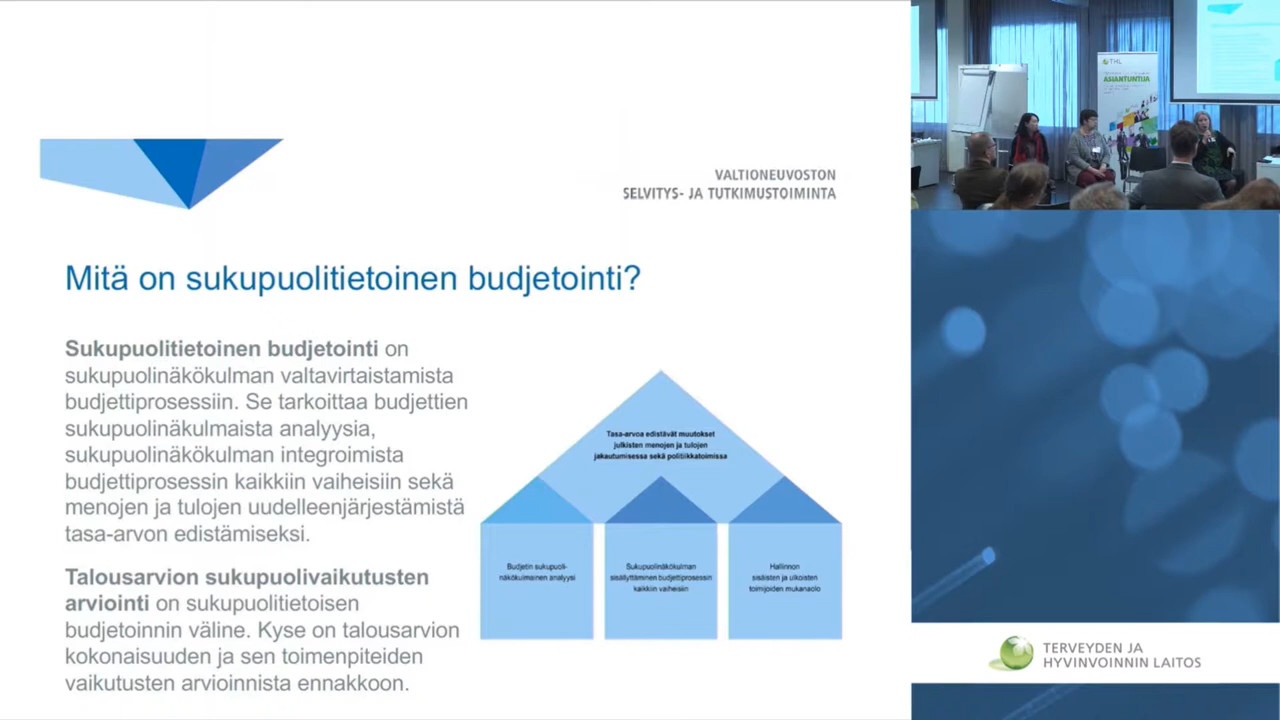 VALTIONEUVOSTON
SELVITYS- JA TUTKIMUSTOIMINTA
Mitä on sukupuolitietoinen budjetointi?
Sukupuolitietoinen budjetointi on
sukupuolinäkökulman valtavirtaistamista
budjettiprosessiin. Se tarkoittaa budjettien
sukupuolinäkulmaista analyysia,
sukupuolinäkökulman integroimista
budjettiprosessin kaikkiin vaiheisiin sekä
menojen ja tulojen uudelleenjärjestämistä
tasa-arvon edistämiseksi.
Talousarvion sukupuolivaikutusten
arviointi on sukupuolitietoisen
budjetoinnin väline. Kyse on talousarvion
kokonaisuuden ja sen toimenpiteiden
vaikutusten arvioinnista ennakkoon.
Tasa-arvoa edistävät muutokset
julkisten menojen ja tulojen
jakautumisessa sekä politiikkatoimissa
Budjetin sukupuoli-
näkökulmainen analyysi
Sukupuolinäkökulman
sisällyttäminen budjettiprosessin
kaikkiin vaiheisiin
Hallinnon
sisäisten ja ulkoisten
toimijoiden mukanaolo
THL
ASIANTUNTIJA
TERVEYDEN JA
HYVINVOINNIN LAITOS